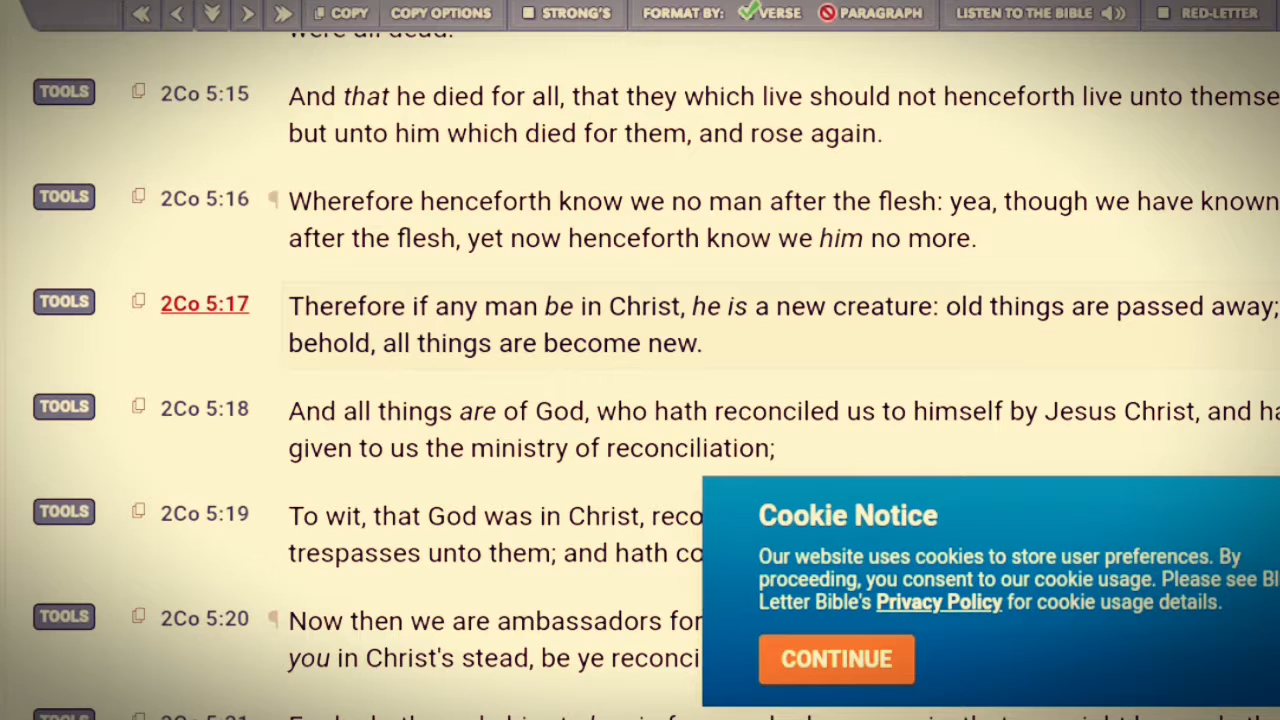 COPY COPY OPTIONS STRONG'S FORMAT BY: VERSE PARAGRAPH LISTEN TO THE BIBLE RED-LETTER
were all dead.
TOOLS 2Co 5:15 And that he died for all, that they which live should not henceforth live unto themse
but unto him which died for them, and rose again.
TOOLS 2Co 5:16 ¶ Wherefore henceforth know we no man after the flesh: yea, though we have known
after the flesh, yet now henceforth know we him no more.
TOOLS 2Co 5:17 Therefore if any man be in Christ, he is a new creature: old things are passed away;
behold, all things are become new.
TOOLS 2Co 5:18 And all things are of God, who hath reconciled us to himself by Jesus Christ, and ha
given to us the ministry of reconciliation;
TOOLS 2Co 5:19 To wit, that God was in Christ, reco
trespasses unto them; and hath co
TOOLS 2Co 5:20 ¶ Now then we are ambassadors for
you in Christ's stead, be ye reconci
Cookie Notice
Our website uses cookies to store user preferences. By
proceeding, you consent to our cookie usage. Please see Bl
Letter Bible's Privacy Policy for cookie usage details.
CONTINUE